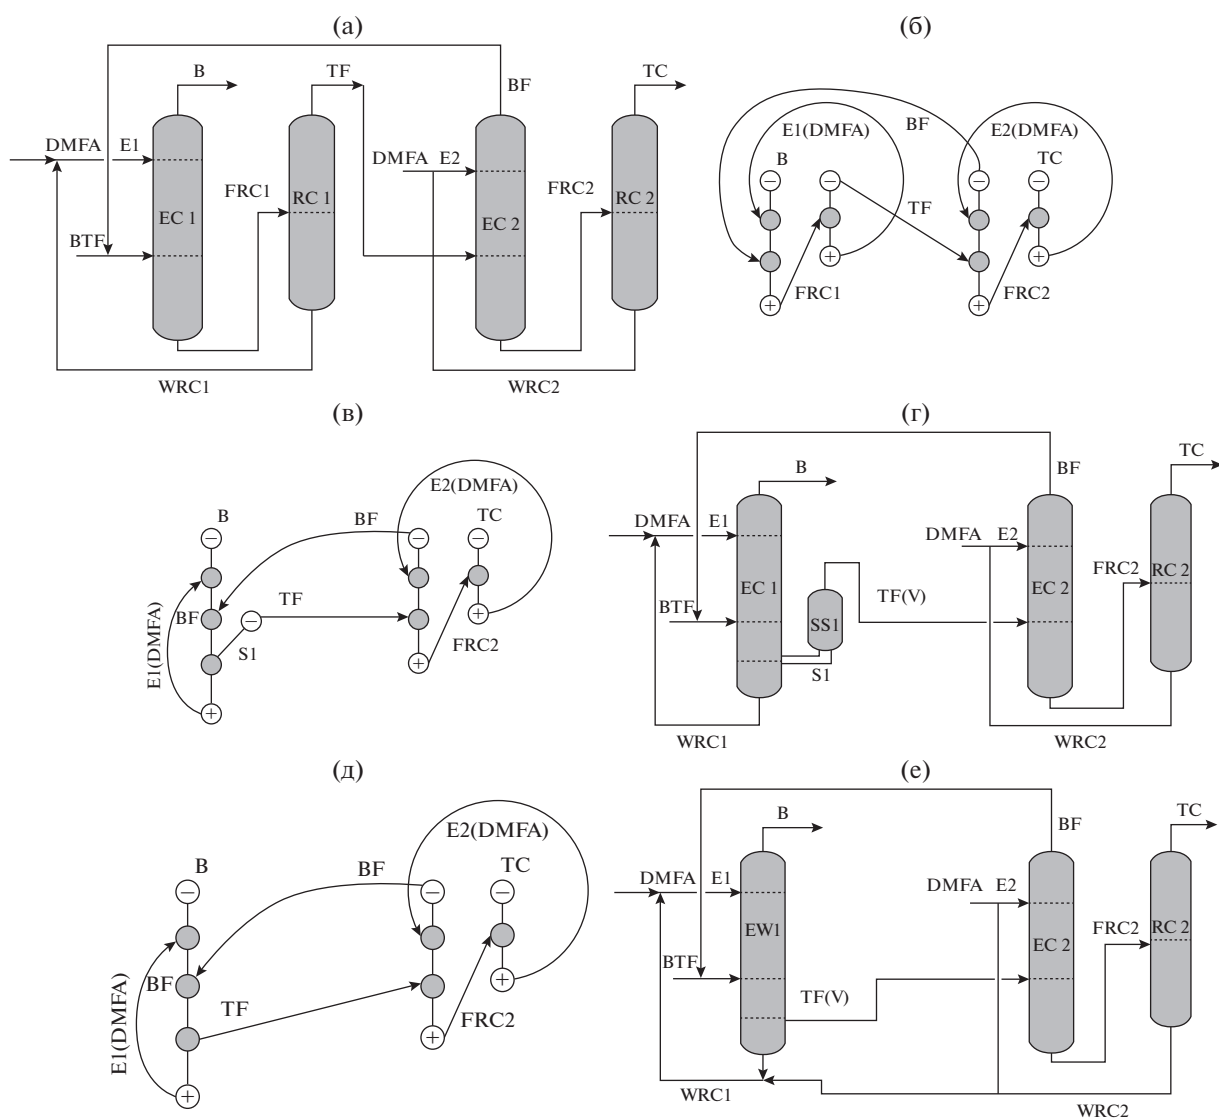 (а)
B
TF
BF
TC
DMFA
E1
DMFA
E2
FRC1
RC 1
FRC2
RC 2
EC 1
EC 2
BTF
WRC1
WRC2
(б)
E1(DMFA)
BF
E2(DMFA)
B
TC
−
−
−
−
TF
+
+
FRC1
FRC2
+
+
(в)
E2(DMFA)
B
BF
TC
−
−
−
BF
TF
−
E1(DMFA)
S1
FRC2
+
+
+
(г)
B
BF
TC
DMFA
E1
DMFA
E2
EC 1
TF(V)
EC 2
FRC2
RC 2
BTF
SS1
S1
WRC1
WRC2
(д)
E2(DMFA)
B
BF
TC
−
−
−
BF
TF
E1(DMFA)
FRC2
+
+
+
(е)
B
BF
TC
DMFA
E1
DMFA
E2
EW1
EC 2
FRC2
RC 2
BTF
TF(V)
WRC1
WRC2